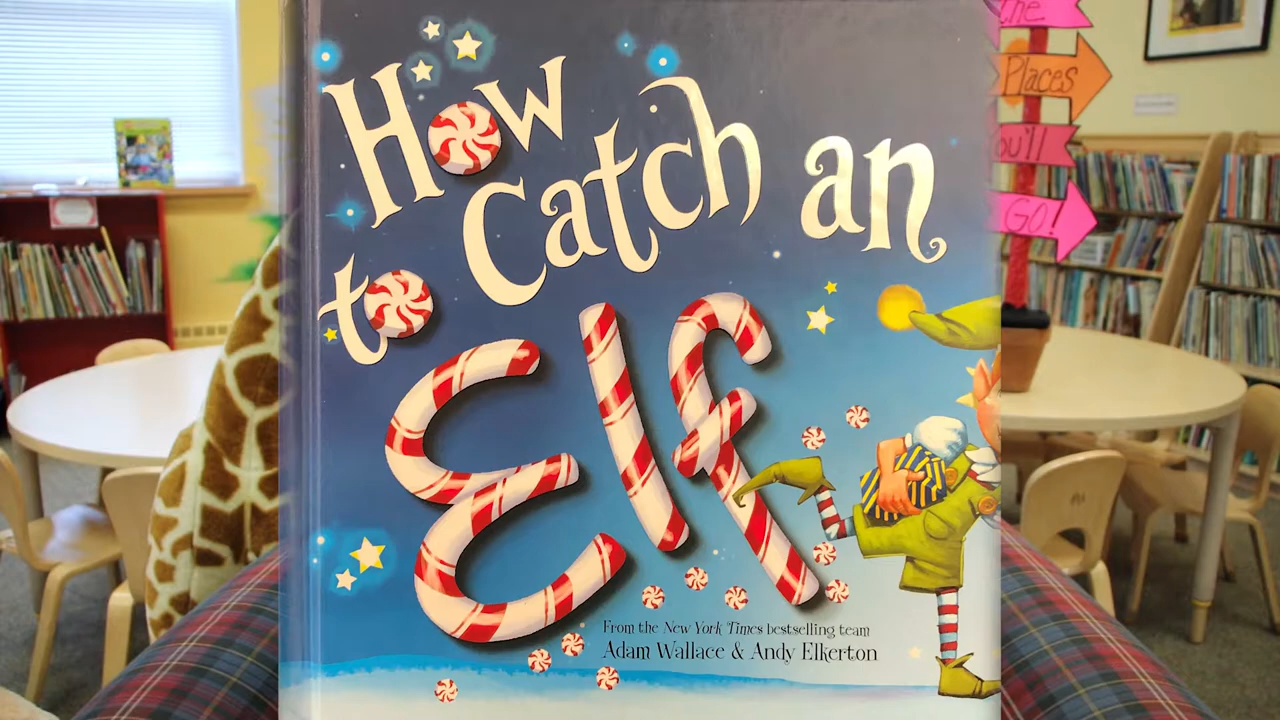 How
Catch an
to
Elf
From the New York Times bestselling team
Adam Wallace & Andy Elkerton
the
Places
ou'll
Go!